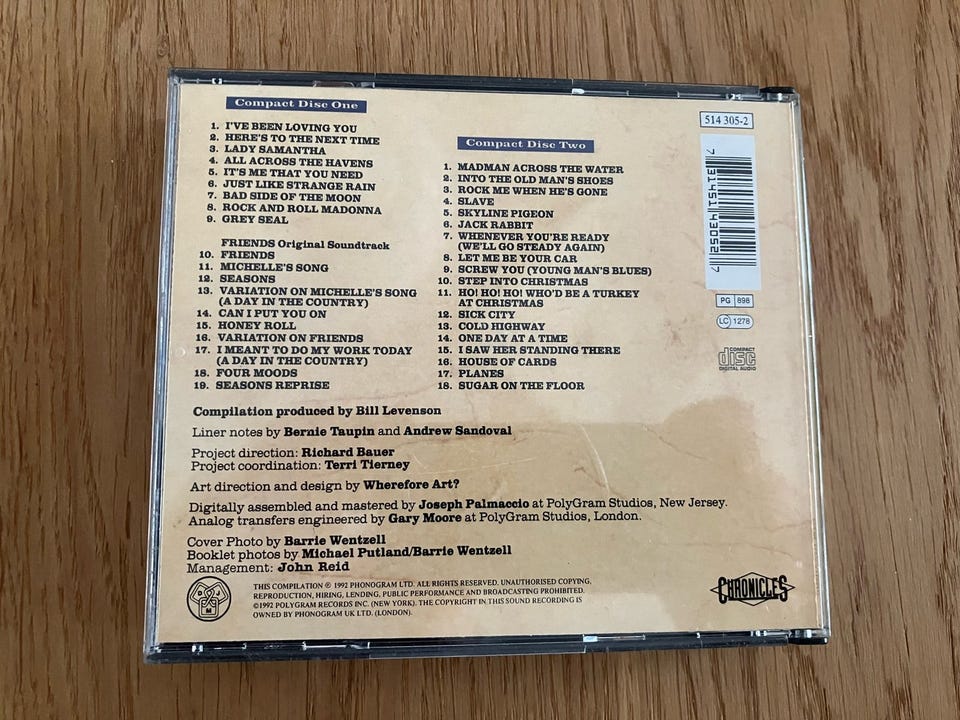 Compact Disc One
1. I'VE BEEN LOVING YOU
2. HERE'S TO THE NEXT TIME
3. LADY SAMANTHA
4. ALL ACROSS THE HAVENS
5. IT'S ME THAT YOU NEED
6. JUST LIKE STRANGE RAIN
7. BAD SIDE OF THE MOON
8. ROCK AND ROLL MADONNA
9. GREY SEAL
FRIENDS Original Soundtrack
10. FRIENDS
11. MICHELLE'S SONG
12. SEASONS
13. VARIATION ON MICHELLE'S SONG
(A DAY IN THE COUNTRY)
14. CAN I PUT YOU ON
15. HONEY ROLL
16. VARIATION ON FRIENDS
17. I MEANT TO DO MY WORK TODAY
(A DAY IN THE COUNTRY)
18. FOUR MOODS
19. SEASONS REPRISE
Compact Disc Two
1. MADMAN ACROSS THE WATER
2. INTO THE OLD MAN'S SHOES
3. ROCK ME WHEN HE'S GONE
4. SLAVE
5. SKYLINE PIGEON
6. JACK RABBIT
7. WHENEVER YOU'RE READY
(WE'LL GO STEADY AGAIN)
8. LET ME BE YOUR CAR
9. SCREW YOU (YOUNG MAN'S BLUES)
10. STEP INTO CHRISTMAS
11. HO! HO! HO! WHO'D BE A TURKEY
AT CHRISTMAS
12. SICK CITY
13. COLD HIGHWAY
14. ONE DAY AT A TIME
15. I SAW HER STANDING THERE
16. HOUSE OF CARDS
17. PLANES
18. SUGAR ON THE FLOOR
514 305-2
7 31451 43052 7
PG 898
LC 1278
COMPACT
disc
DIGITAL AUDIO
Compilation produced by Bill Levenson
Liner notes by Bernie Taupin and Andrew Sandoval
Project direction: Richard Bauer
Project coordination: Terri Tierney
Art direction and design by Wherefore Art?
Digitally assembled and mastered by Joseph Palmaccio at PolyGram Studios, New Jersey.
Analog transfers engineered by Gary Moore at PolyGram Studios, London.
Cover Photo by Barrie Wentzell
Booklet photos by Michael Putland/Barrie Wentzell
Management: John Reid
DJM
THIS COMPILATION ℗ 1992 PHONOGRAM LTD. ALL RIGHTS RESERVED. UNAUTHORISED COPYING,
REPRODUCTION, HIRING, LENDING, PUBLIC PERFORMANCE AND BROADCASTING PROHIBITED.
©1992 POLYGRAM RECORDS INC. (NEW YORK). THE COPYRIGHT IN THIS SOUND RECORDING IS
OWNED BY PHONOGRAM UK LTD. (LONDON).
CHRONICLES